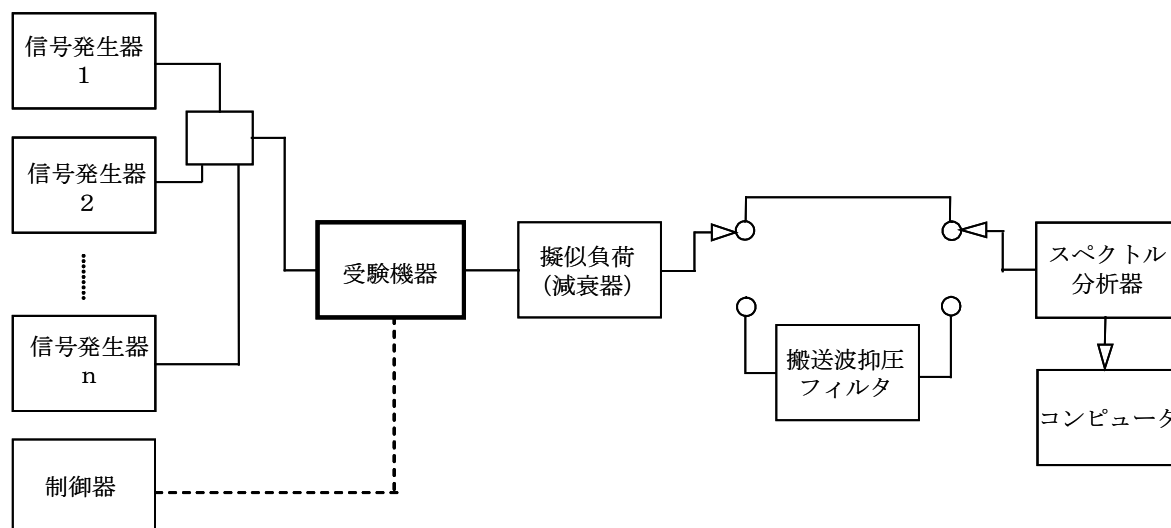 信号発生器
1
信号発生器
2
信号発生器
n
制御器
受験機器
擬似負荷
(減衰器)
搬送波抑圧
フィルタ
スペクトル
分析器
コンピュータ